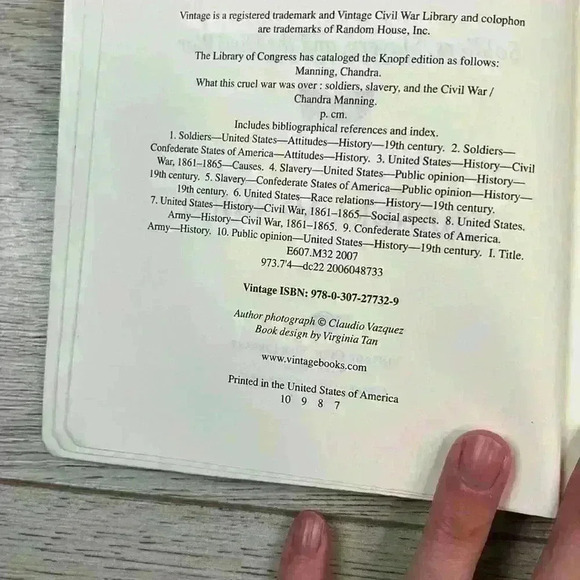 Vintage is a registered trademark and Vintage Civil War Library and colophon
are trademarks of Random House, Inc.
The Library of Congress has cataloged the Knopf edition as follows:
Manning, Chandra.
What this cruel war was over : soldiers, slavery, and the Civil War /
Chandra Manning.
p. cm.
Includes bibliographical references and index.
1. Soldiers—United States—Attitudes—History—19th century. 2. Soldiers—
Confederate States of America—Attitudes—History. 3. United States—History—Civil
War, 1861–1865—Causes. 4. Slavery—United States—Public opinion—History—
19th century. 5. Slavery—Confederate States of America—Public opinion—History—
19th century. 6. United States—Race relations—History—19th century.
7. United States—History—Civil War, 1861–1865—Social aspects. 8. United States.
Army—History—Civil War, 1861–1865. 9. Confederate States of America.
Army—History. 10. Public opinion—United States—History—19th century. I. Title.
E607.M32 2007
973.7'4—dc22 2006048733
Vintage ISBN: 978-0-307-27732-9
Author photograph © Claudio Vazquez
Book design by Virginia Tan
www.vintagebooks.com
Printed in the United States of America
10 9 8 7